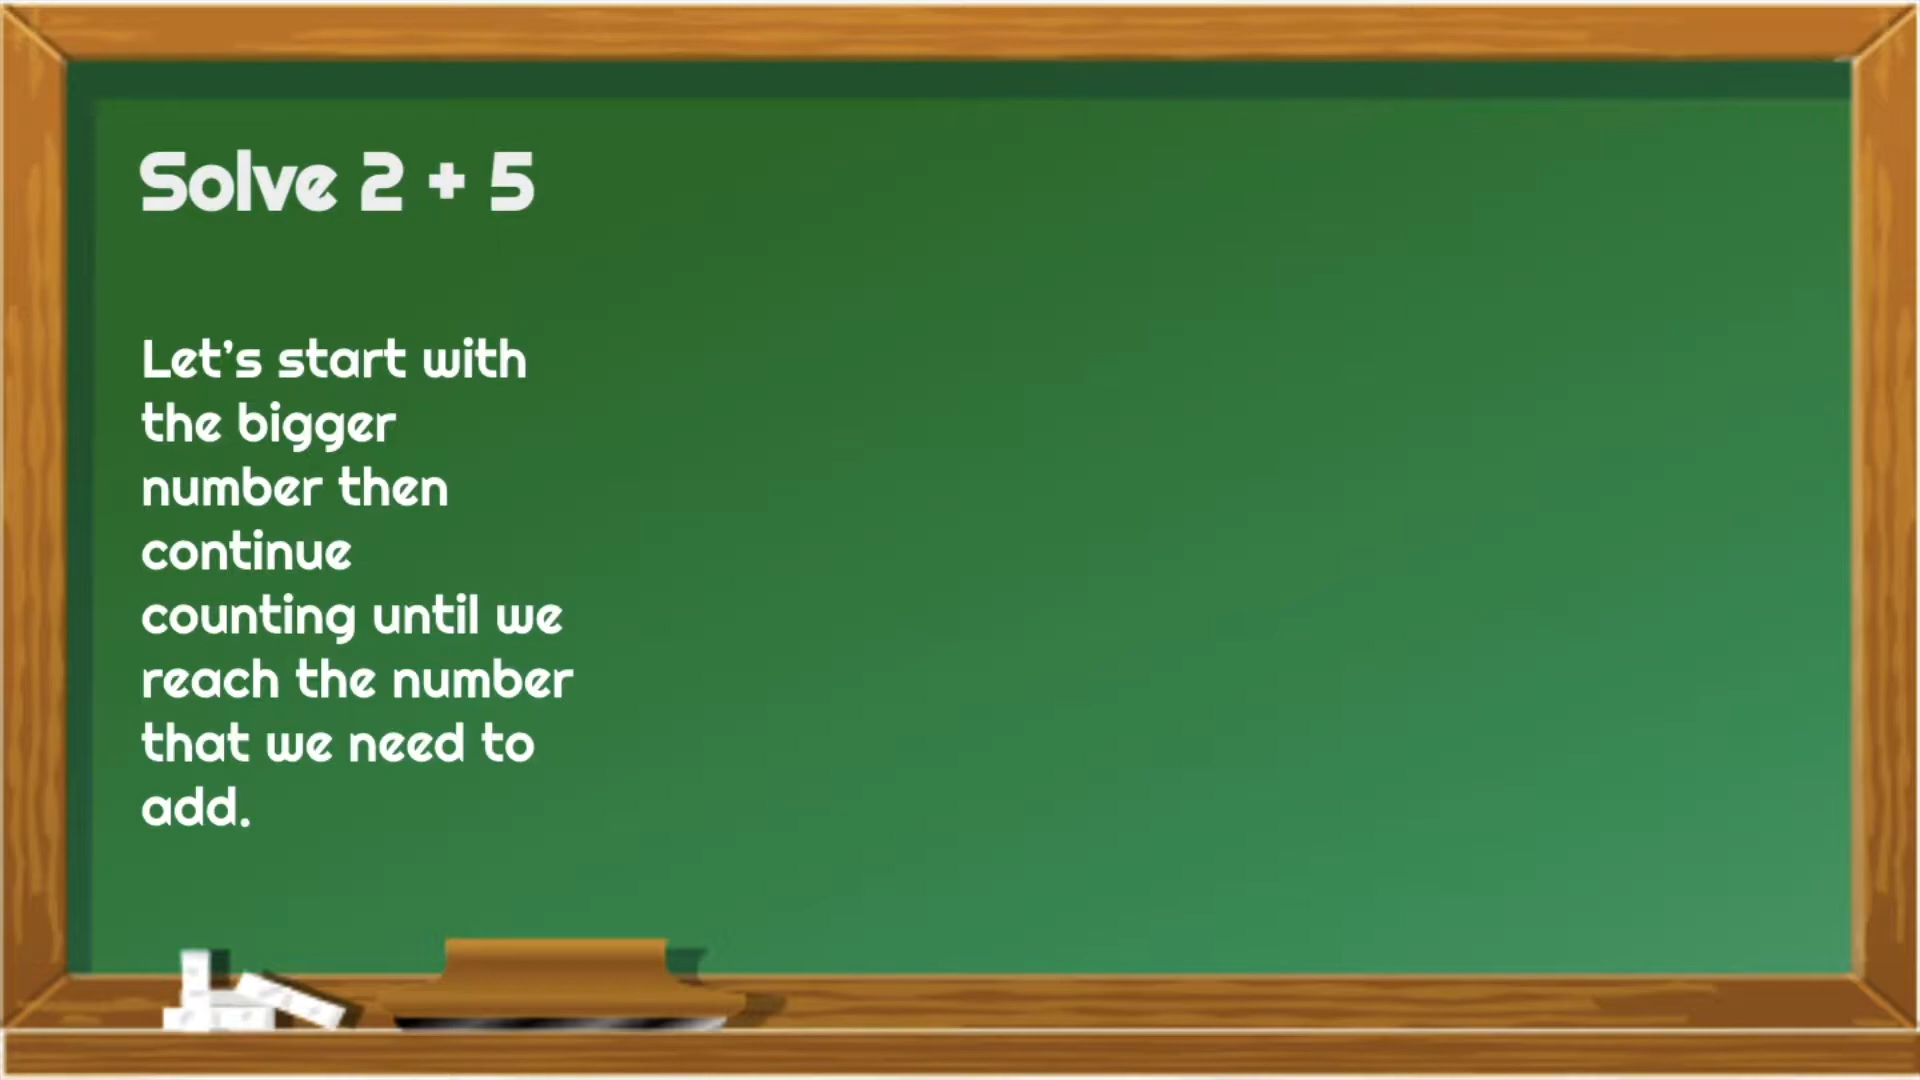 Solve 2 + 5
Let's start with
the bigger
number then
continue
counting until we
reach the number
that we need to
add.